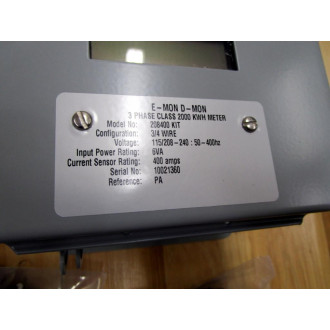 E-MON D-MON
3 PHASE CLASS 2000 KWH METER
Model No: 208400 KIT
Configuration: 3/4 WIRE
Voltage: 115/208-240 : 50-400hz
Input Power Rating: 6VA
Current Sensor Rating: 400 amps
Serial No: 10021360
Reference: PA